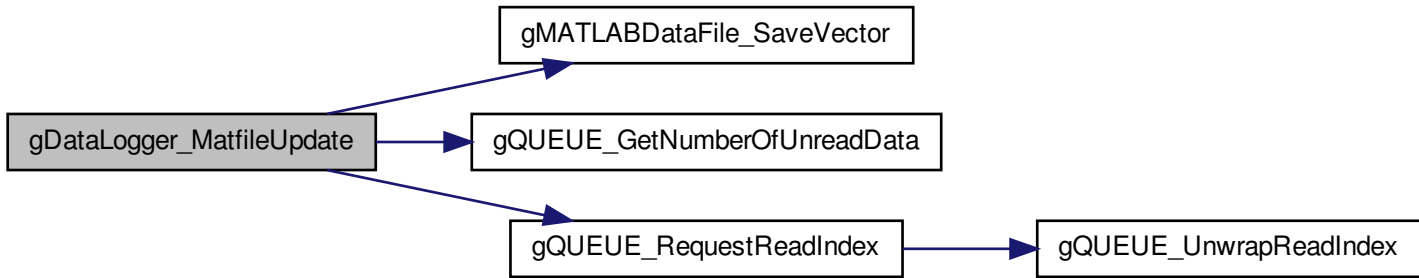 gMATLABDataFile_SaveVector
gDataLogger_MatfileUpdate
gQUEUE_GetNumberOfUnreadData
gQUEUE_RequestReadIndex
gQUEUE_UnwrapReadIndex